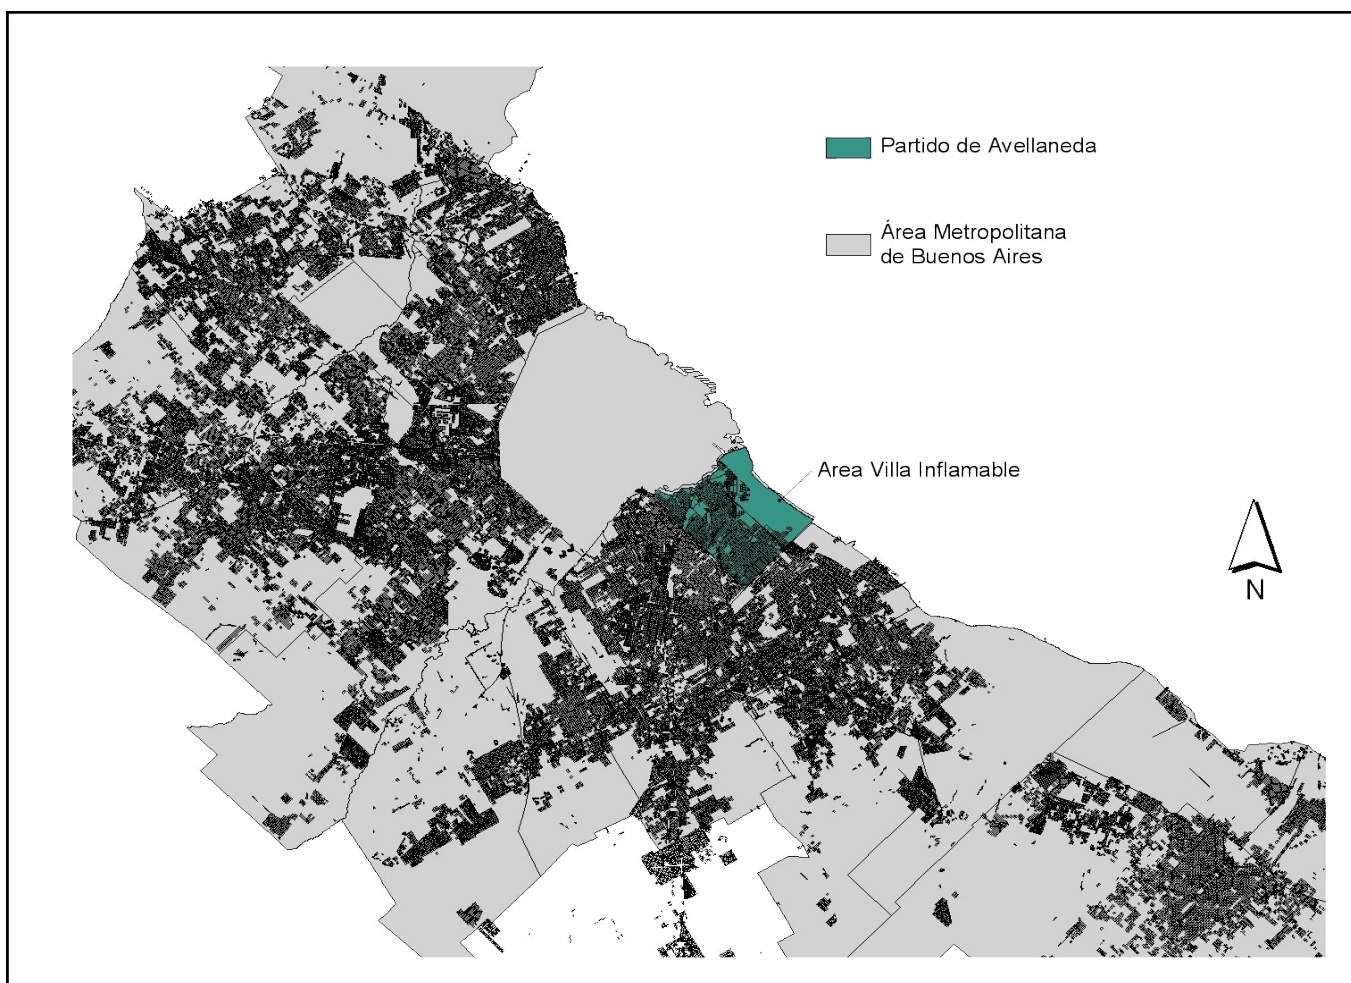 Partido de Avellaneda
Área Metropolitana
de Buenos Aires
Area Villa Inflamable
N